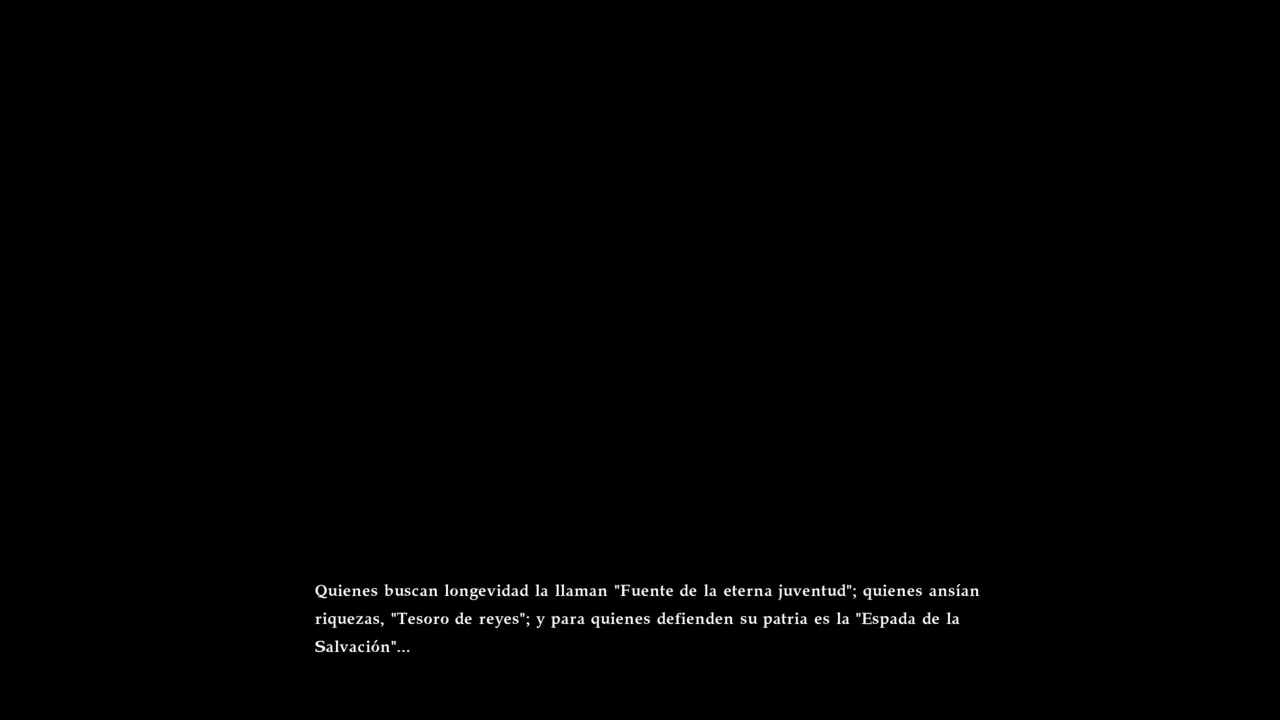 Quienes buscan longevidad la llaman "Fuente de la eterna juventud"; quienes ansían
riquezas, "Tesoro de reyes"; y para quienes defienden su patria es la "Espada de la
Salvación"...